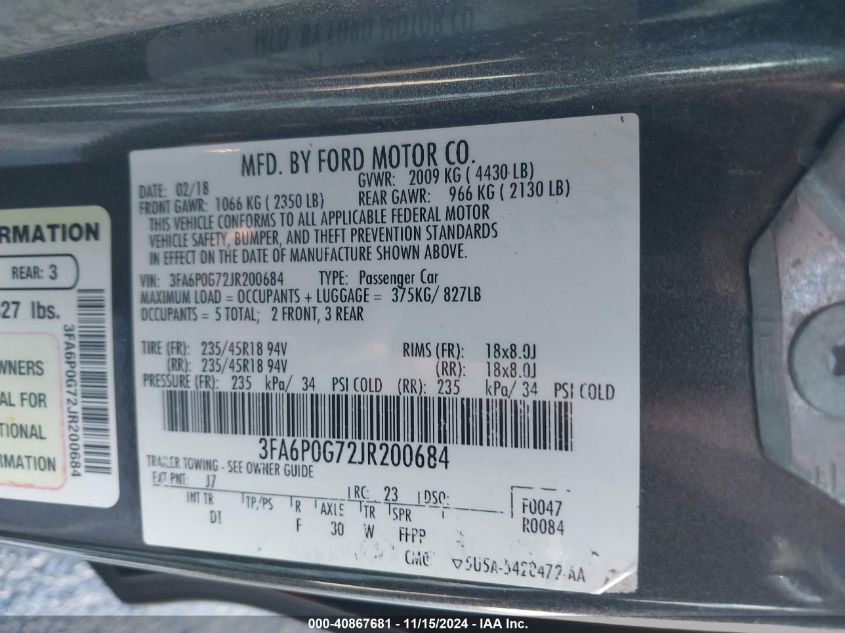 MFD. BY FORD MOTOR CO.
DATE: 02/18 GVWR: 2009 KG ( 4430 LB)
FRONT GAWR: 1066 KG ( 2350 LB) REAR GAWR: 966 KG ( 2130 LB)
THIS VEHICLE CONFORMS TO ALL APPLICABLE FEDERAL MOTOR
VEHICLE SAFETY, BUMPER, AND THEFT PREVENTION STANDARDS
IN EFFECT ON THE DATE OF MANUFACTURE SHOWN ABOVE.
VIN: 3FA6P0G72JR200684 TYPE: Passenger Car
MAXIMUM LOAD = OCCUPANTS + LUGGAGE = 375KG/ 827LB
OCCUPANTS = 5 TOTAL; 2 FRONT, 3 REAR
TIRE (FR): 235/45R18 94V RIMS (FR): 18x8.0J
(RR): 235/45R18 94V (RR): 18x8.0J
PRESSURE (FR): 235 kPa/ 34 PSI COLD (RR): 235 kPa/ 34 PSI COLD
3FA6P0G72JR200684
TRAILER TOWING - SEE OWNER GUIDE
EXT PNT: J7 RC: 23 DSO:
INT TR TP/PS R AXLE TR SPR F0047
F 30 W R0084
CMC
RMATION
REAR: 3
27 lbs.
WNERS
AL FOR
TIONAL
RMATION
3FA6P0G72JR200684
000-40867681 - 11/15/2024 - IAA Inc.